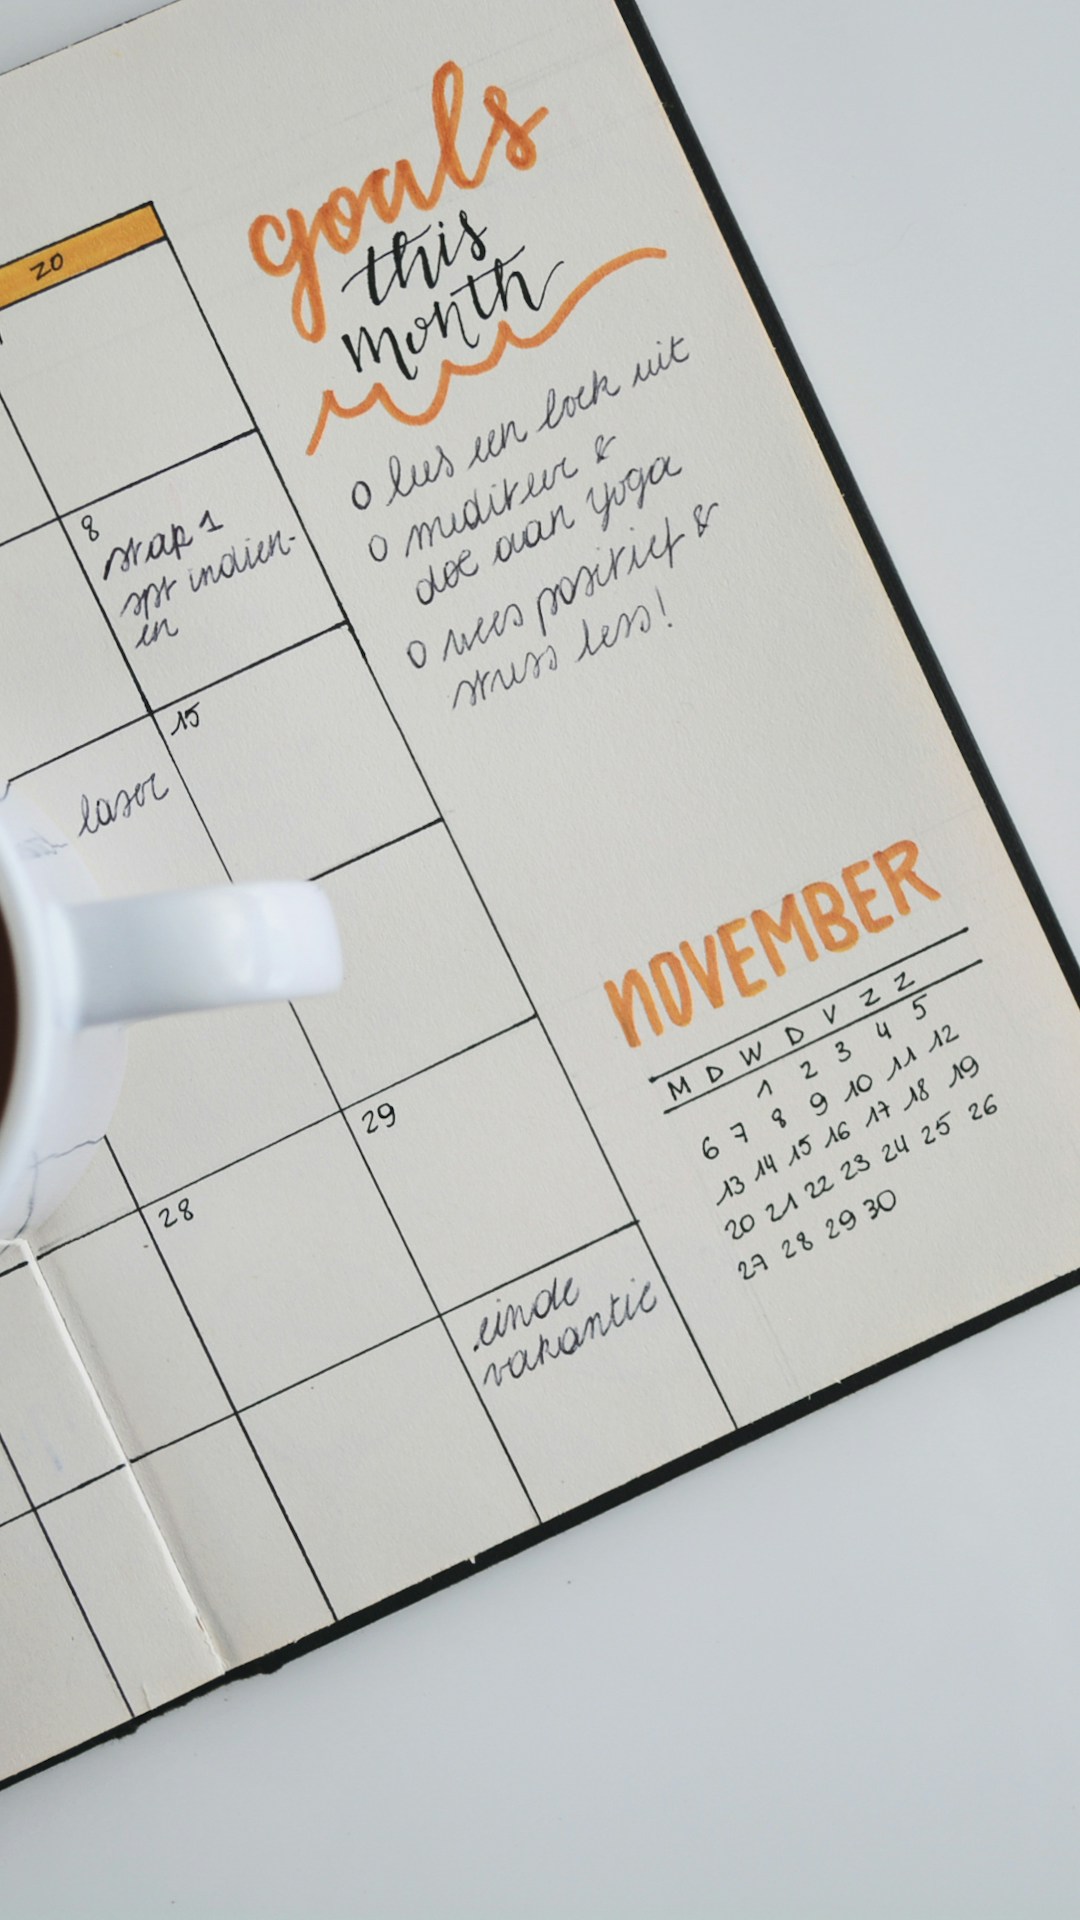 goals
this
month
o lees een boek uit
o mediteer &
doe aan yoga
o wees positief &
stress less!
ZO
8
stap 1
spr indien-
en
15
laser
29
28
einde
vakantie
NOVEMBER
M D W D V Z Z
1 2 3 4 5
6 7 8 9 10 11 12
13 14 15 16 17 18 19
20 21 22 23 24 25 26
27 28 29 30